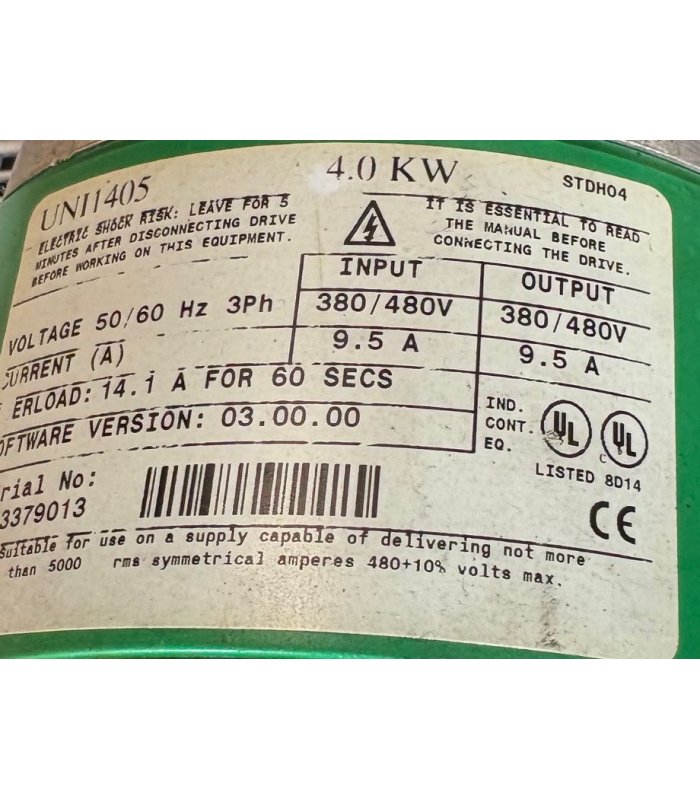 UNI1405 4.0 KW STDH04
ELECTRIC SHOCK RISK: LEAVE FOR 5
MINUTES AFTER DISCONNECTING DRIVE
BEFORE WORKING ON THIS EQUIPMENT.
IT IS ESSENTIAL TO READ
THE MANUAL BEFORE
CONNECTING THE DRIVE.
INPUT OUTPUT
VOLTAGE 50/60 Hz 3Ph 380/480V 380/480V
CURRENT (A) 9.5 A 9.5 A
ERLOAD: 14.1 A FOR 60 SECS
OFTWARE VERSION: 03.00.00
IND.
CONT.
EQ.
UL UL
C
LISTED 8D14
rial No:
3379013
CE
Suitable for use on a supply capable of delivering not more
than 5000 rms symmetrical amperes 480+10% volts max.